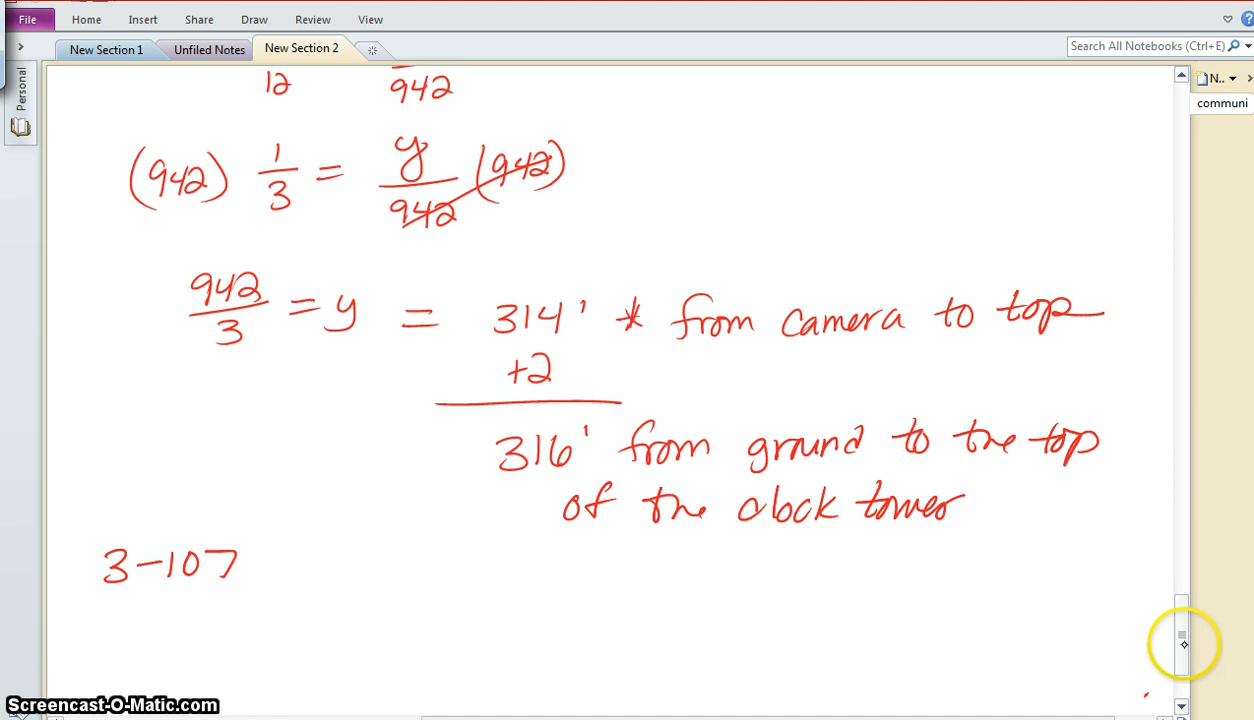 File Home Insert Share Draw Review View
New Section 1 Unfiled Notes New Section 2 Search All Notebooks (Ctrl+E)
Personal
N..
communi
12 942
(942) 1/3 = y/942 (942)
942/3 = y = 314' * from camera to top
+2
316' from ground to the top
of the clock tower
3-107
Screencast-O-Matic.com